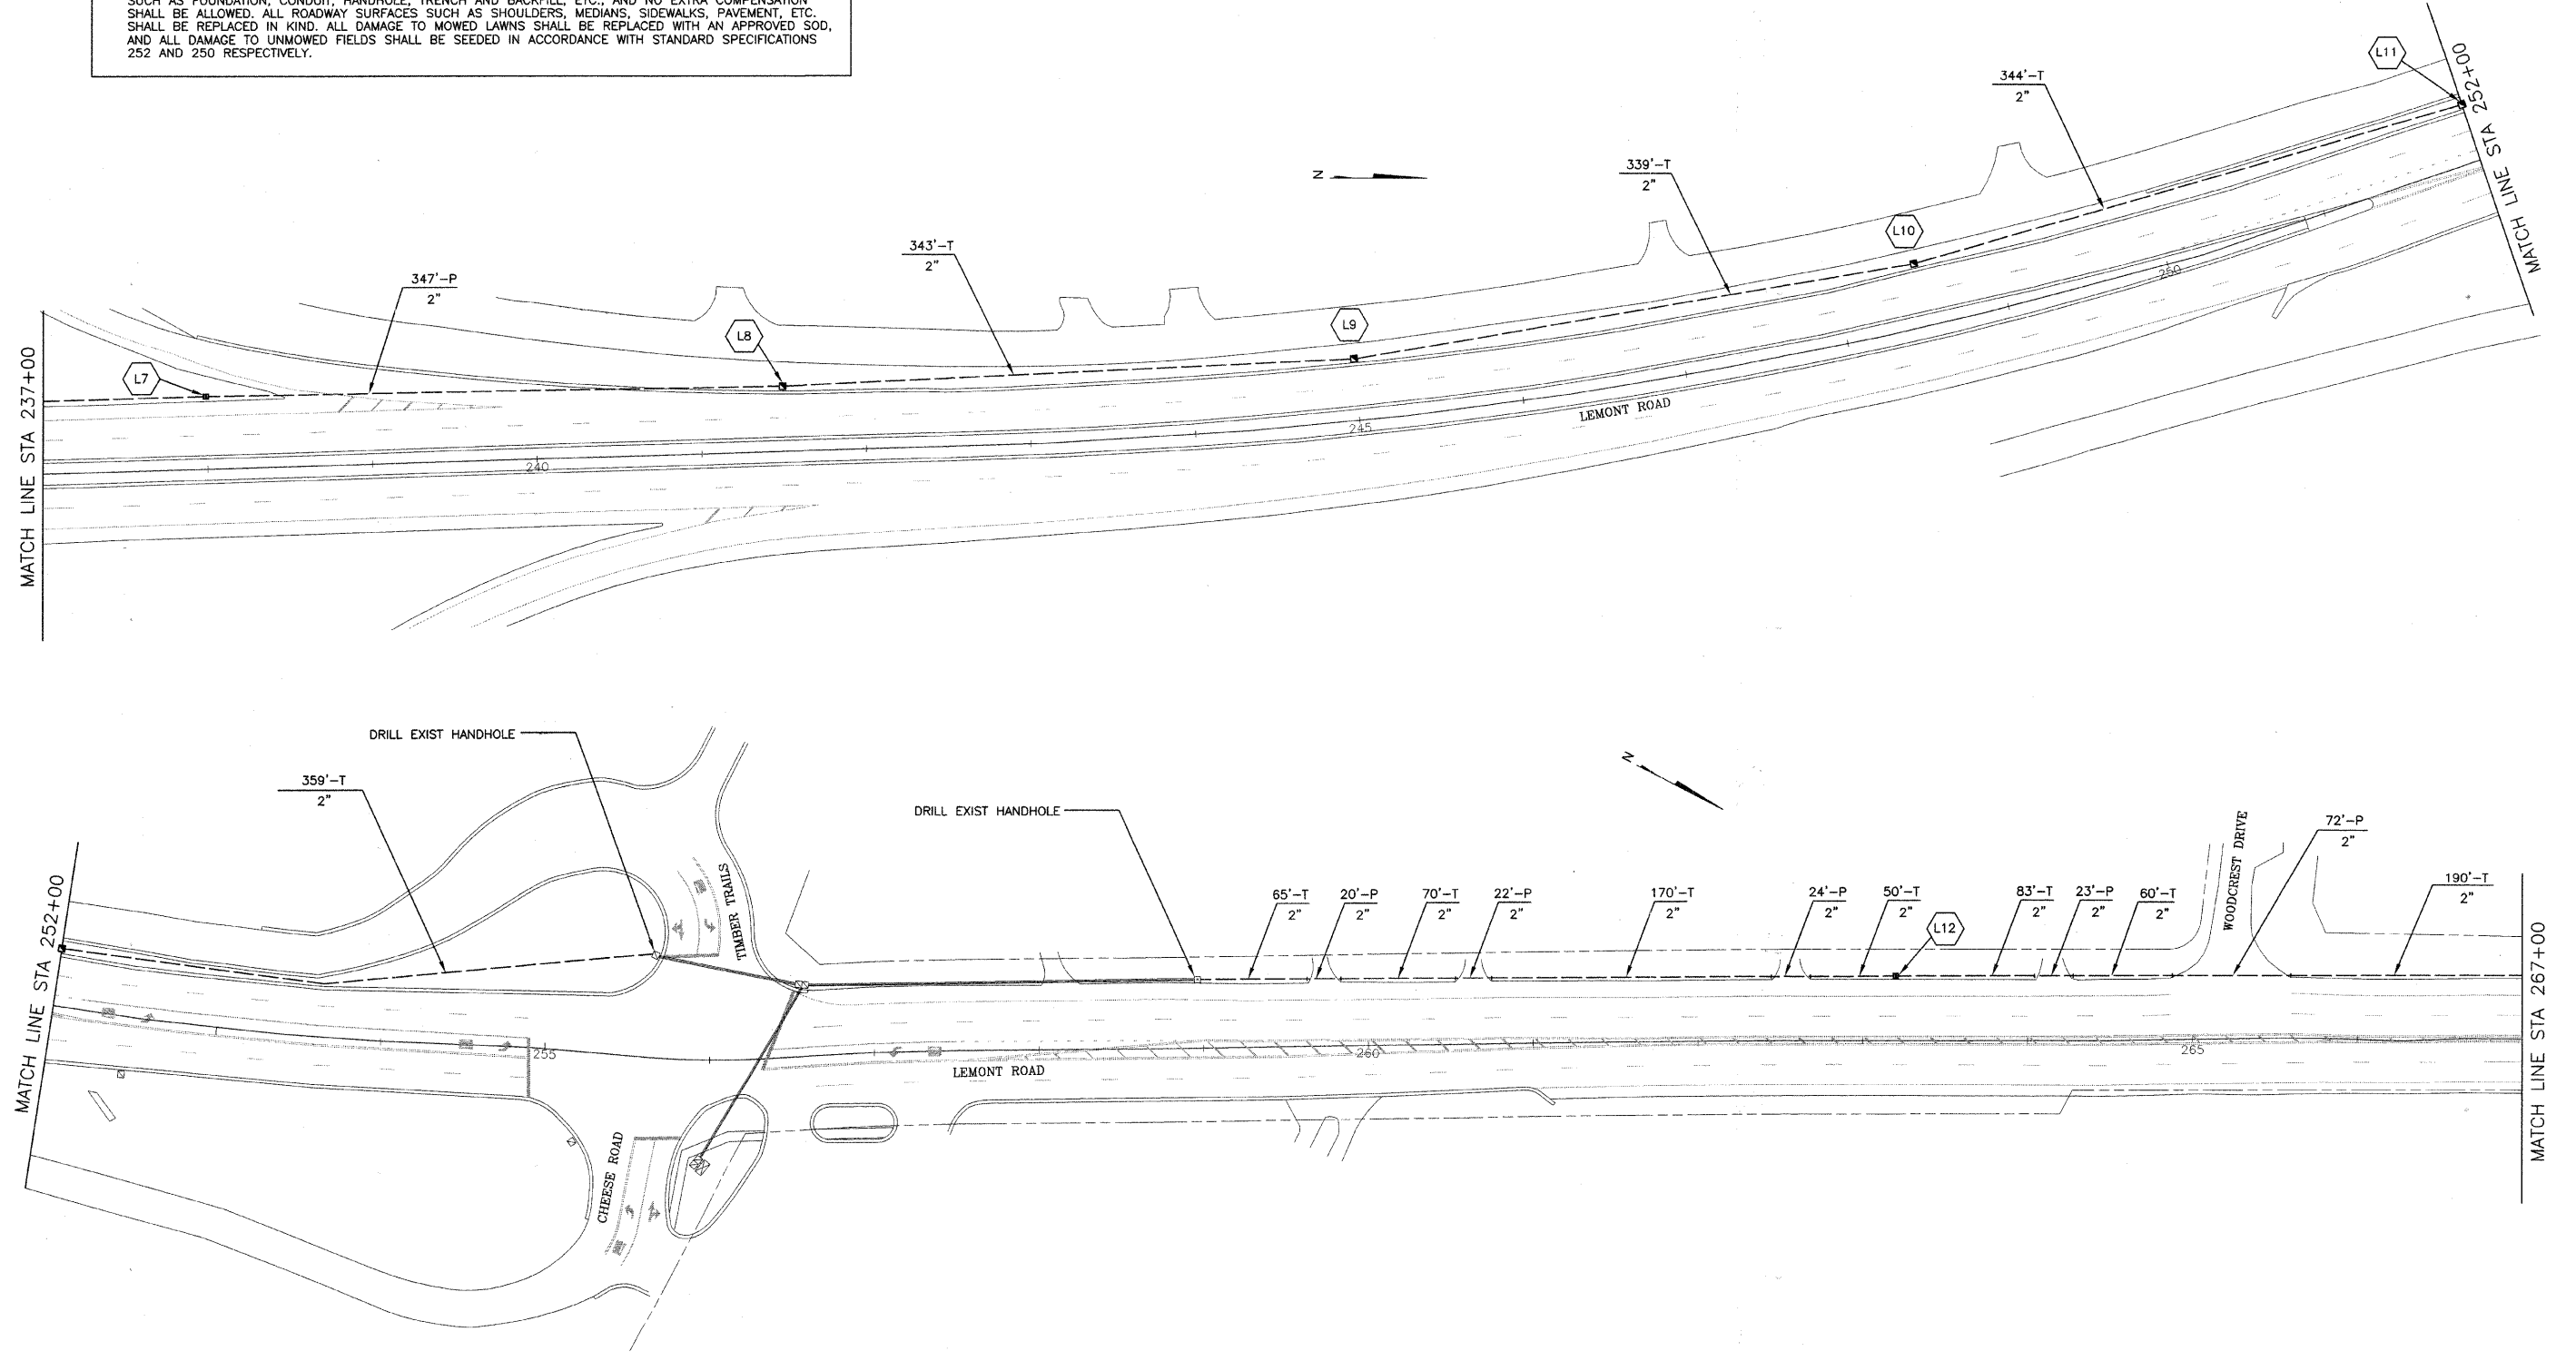 SUCH AS FOUNDATION, CONDUIT, HANDHOLE, TRENCH AND BACKFILL, ETC., AND NO EXTRA COMPENSATION
SHALL BE ALLOWED. ALL ROADWAY SURFACES SUCH AS SHOULDERS, MEDIANS, SIDEWALKS, PAVEMENT, ETC.
SHALL BE REPLACED IN KIND. ALL DAMAGE TO MOWED LAWNS SHALL BE REPLACED WITH AN APPROVED SOD,
AND ALL DAMAGE TO UNMOWED FIELDS SHALL BE SEEDED IN ACCORDANCE WITH STANDARD SPECIFICATIONS
252 AND 250 RESPECTIVELY.
L11
344'-T
2"
MATCH LINE STA 252+00
N
339'-T
2"
L10
343'-T
2"
347'-P
2"
250
L9
L8
L7
MATCH LINE STA 237+00
LEMONT ROAD
245
240
DRILL EXIST HANDHOLE
359'-T
2"
N
DRILL EXIST HANDHOLE
TIMBER TRAILS
WOODCREST DRIVE
72'-P
2"
65'-T
2"
20'-P
2"
70'-T
2"
22'-P
2"
170'-T
2"
24'-P
2"
50'-T
2"
L12
83'-T
2"
23'-P
2"
60'-T
2"
190'-T
2"
MATCH LINE STA 252+00
255
260
265
LEMONT ROAD
CHEESE ROAD
MATCH LINE STA 267+00